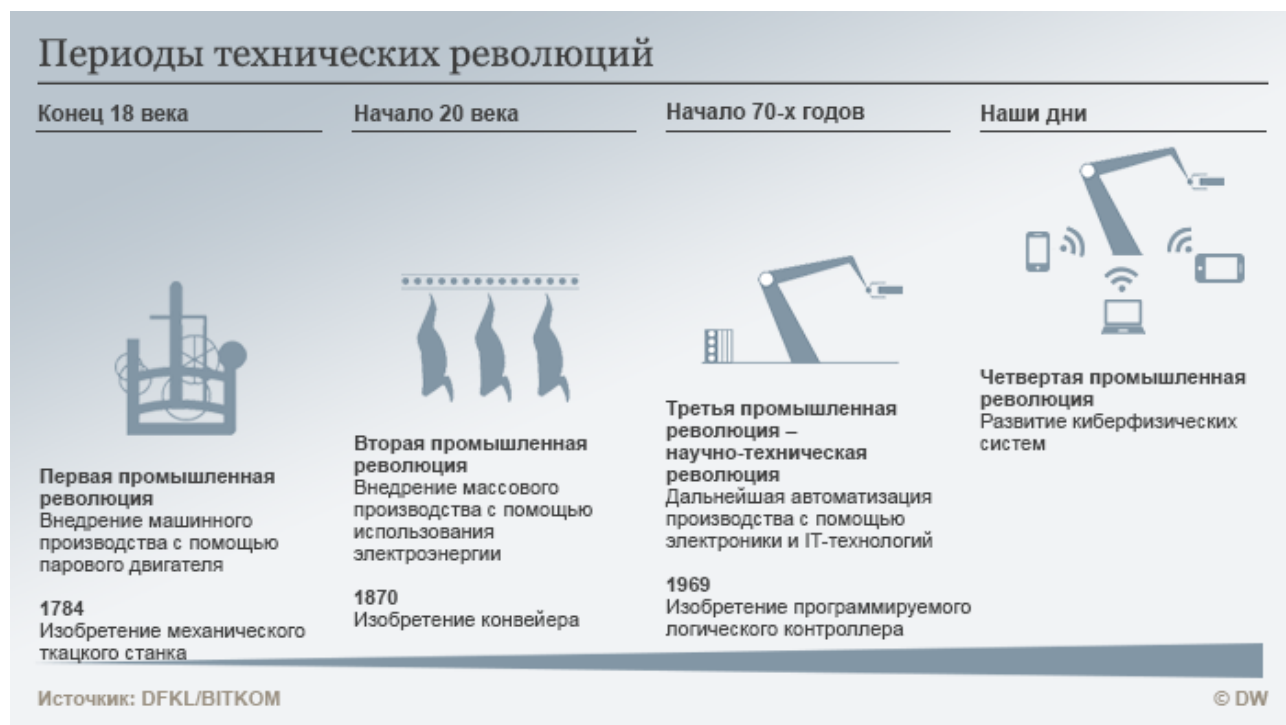 Периоды технических революций
Конец 18 века
Начало 20 века
Начало 70-х годов
Наши дни
Первая промышленная
революция
Внедрение машинного
производства с помощью
парового двигателя
1784
Изобретение механического
ткацкого станка
Вторая промышленная
революция
Внедрение массового
производства с помощью
использования
электроэнергии
1870
Изобретение конвейера
Третья промышленная
революция –
научно-техническая
революция
Дальнейшая автоматизация
производства с помощью
электроники и IT-технологий
1969
Изобретение программируемого
логического контроллера
Четвертая промышленная
революция
Развитие киберфизических
систем
Источкик: DFKL/BITKOM
© DW